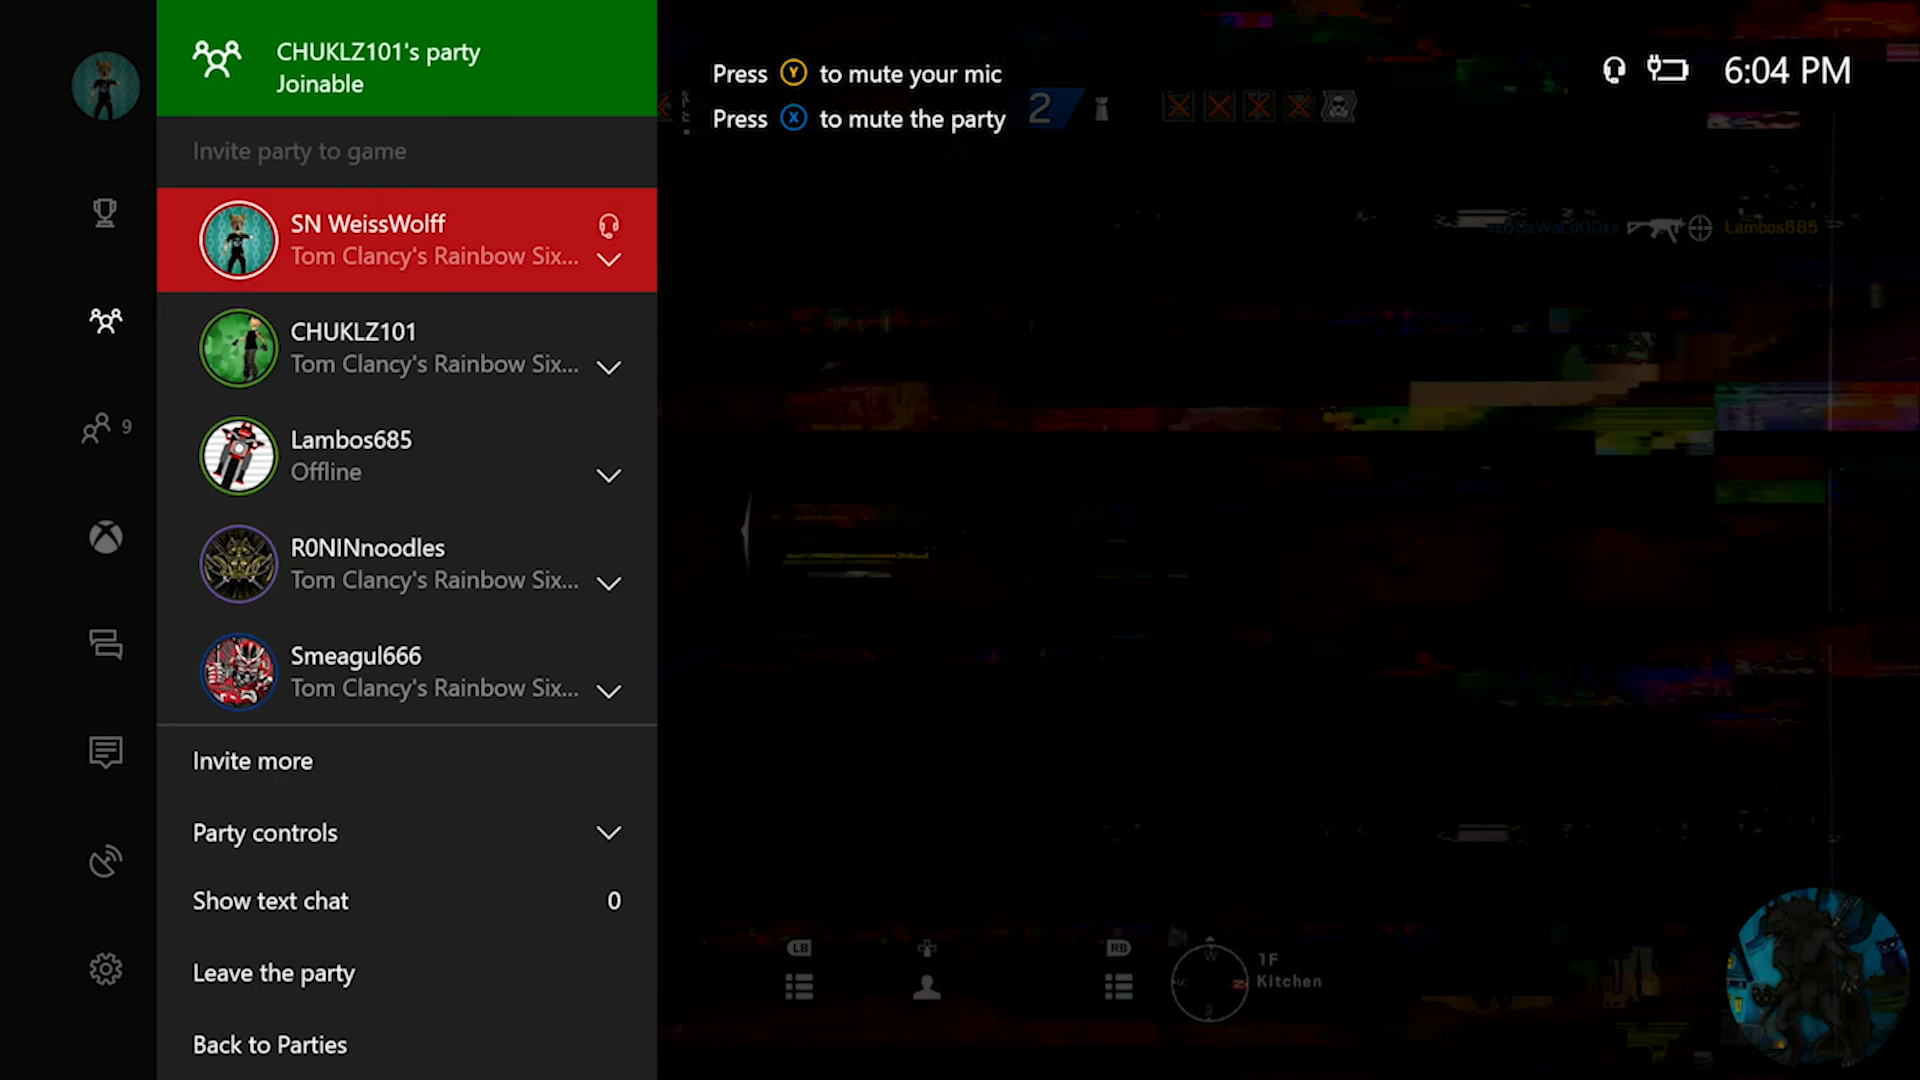 CHUKLZ101's party
Joinable
Press Y to mute your mic
Press X to mute the party
2
6:04 PM
Invite party to game
SN WeissWolff
Tom Clancy's Rainbow Six...
Lambos685
CHUKLZ101
Tom Clancy's Rainbow Six...
Lambos685
Offline
9
R0NINnoodles
Tom Clancy's Rainbow Six...
Smeagul666
Tom Clancy's Rainbow Six...
Invite more
Party controls
Show text chat 0
Leave the party
Back to Parties
LB
RB
W
S
N
E
1F
Kitchen